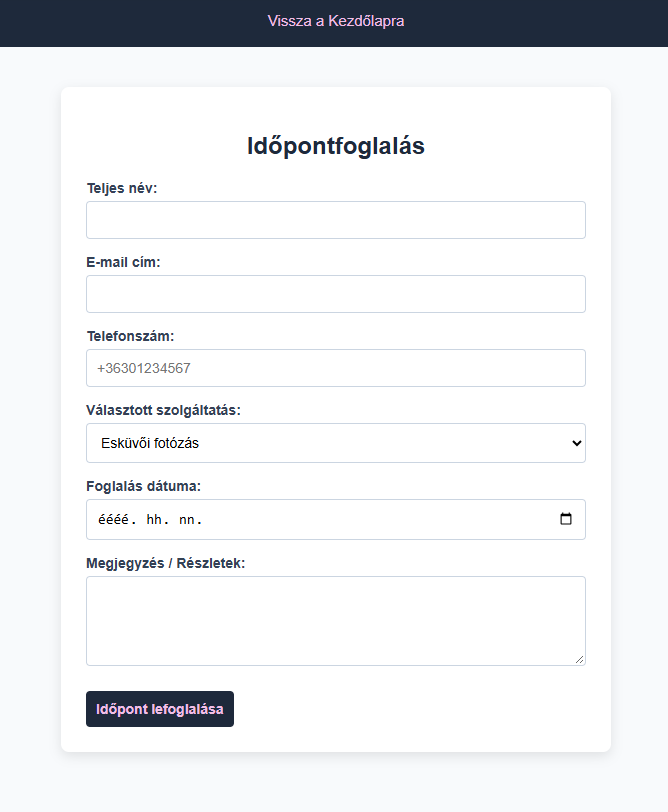 Vissza a Kezdőlapra
Időpontfoglalás
Teljes név:
E-mail cím:
Telefonszám:
+36301234567
Választott szolgáltatás:
Esküvői fotózás
Foglalás dátuma:
éééé. hh. nn.
Megjegyzés / Részletek:
Időpont lefoglalása